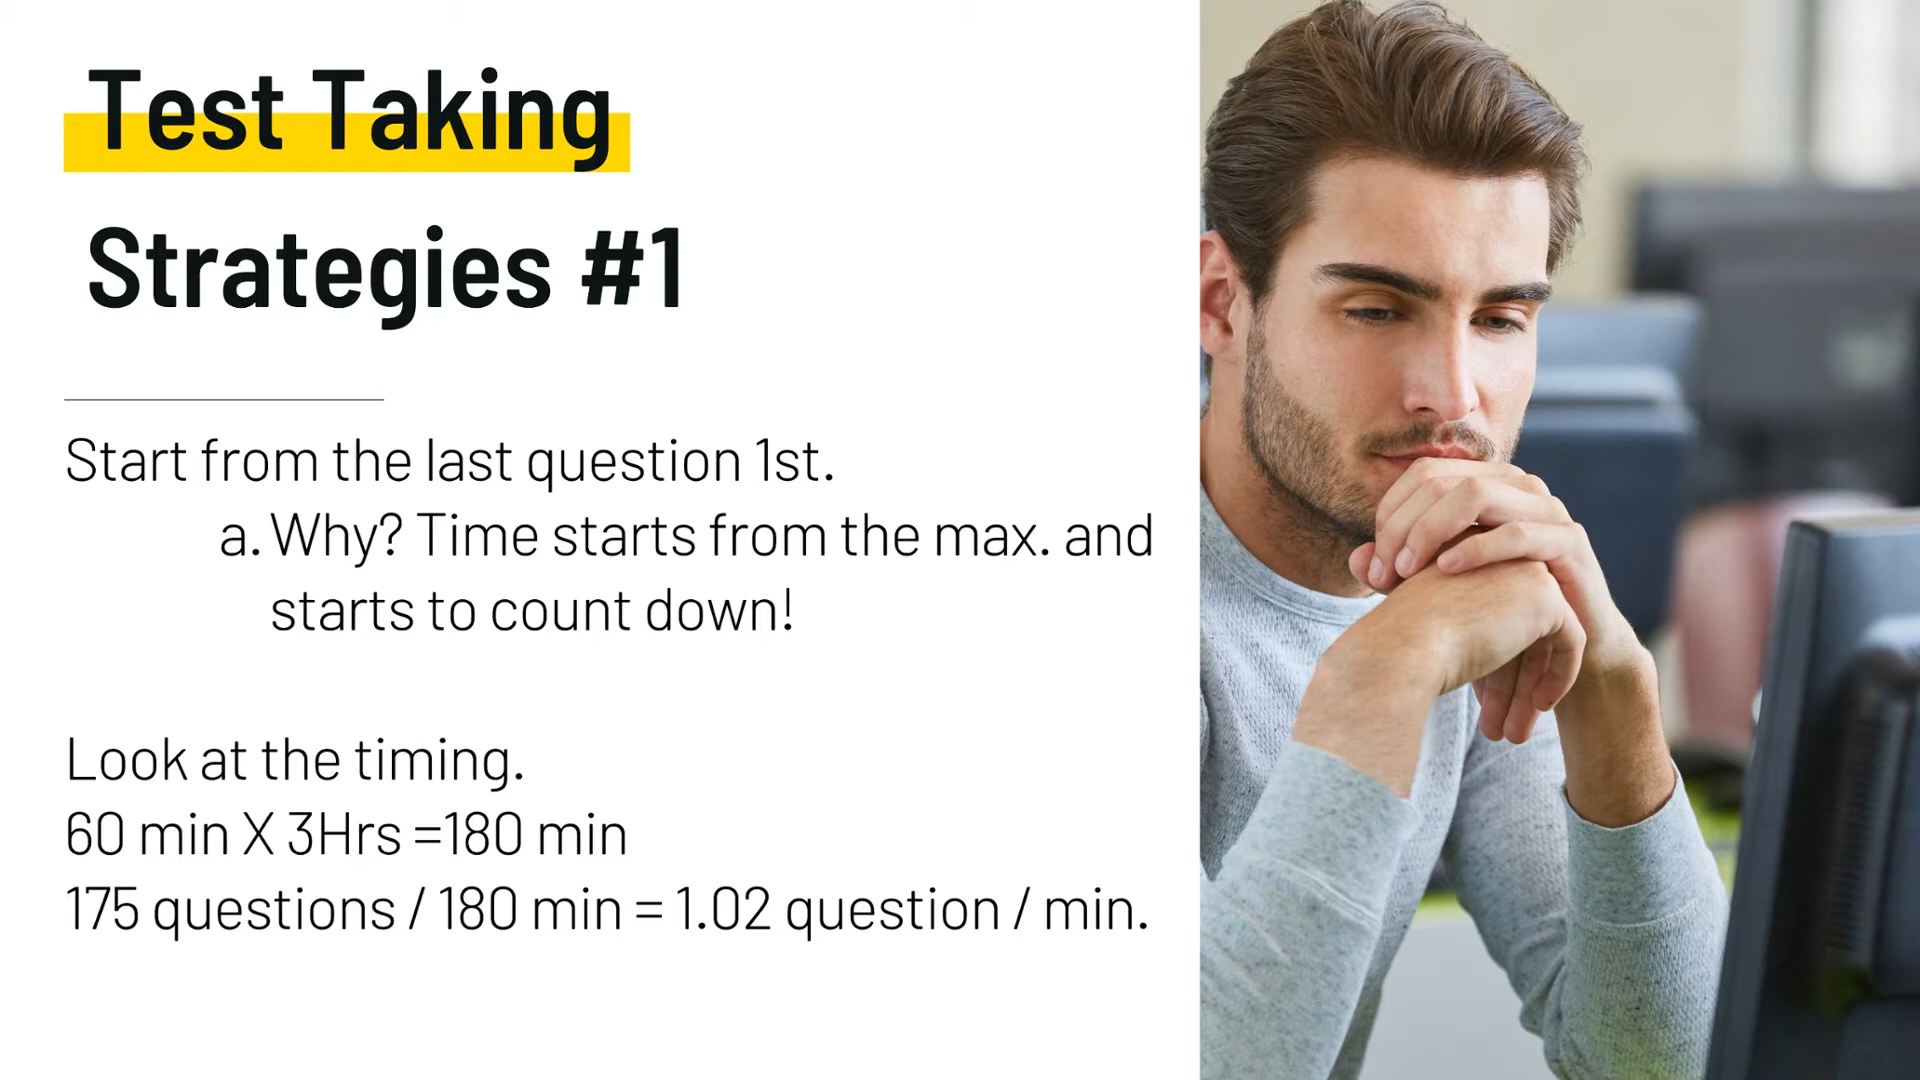 Test Taking
Strategies #1
Start from the last question 1st.
a. Why? Time starts from the max. and
starts to count down!
Look at the timing.
60 min X 3Hrs =180 min
175 questions / 180 min = 1.02 question / min.